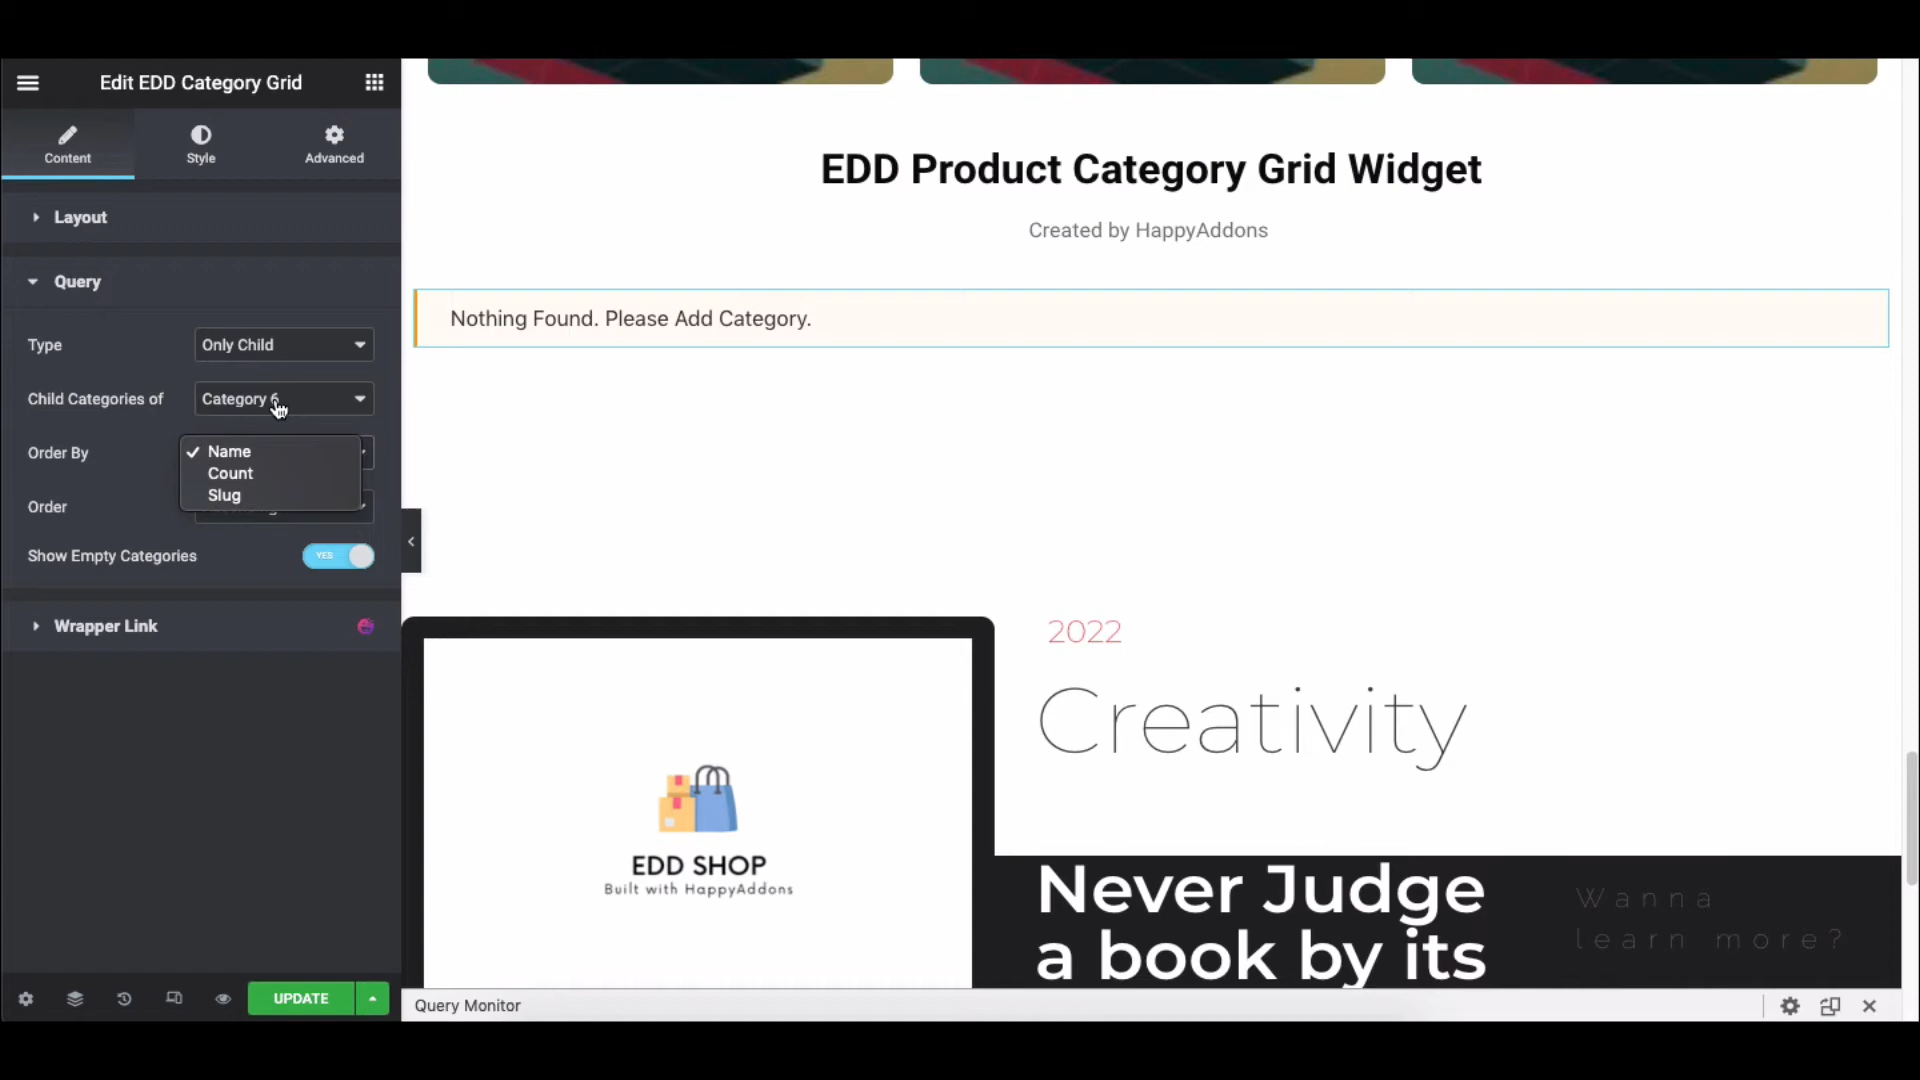 Edit EDD Category Grid
Content
Style
Advanced
Layout
Query
Type
Only Child
Child Categories of
Category 6
Order By
Name
Count
Slug
Order
Show Empty Categories
YES
Wrapper Link
UPDATE
EDD Product Category Grid Widget
Created by HappyAddons
Nothing Found. Please Add Category.
EDD SHOP
Built with HappyAddons
2022
Creativity
Never Judge
a book by its
Wanna
learn more?
Query Monitor